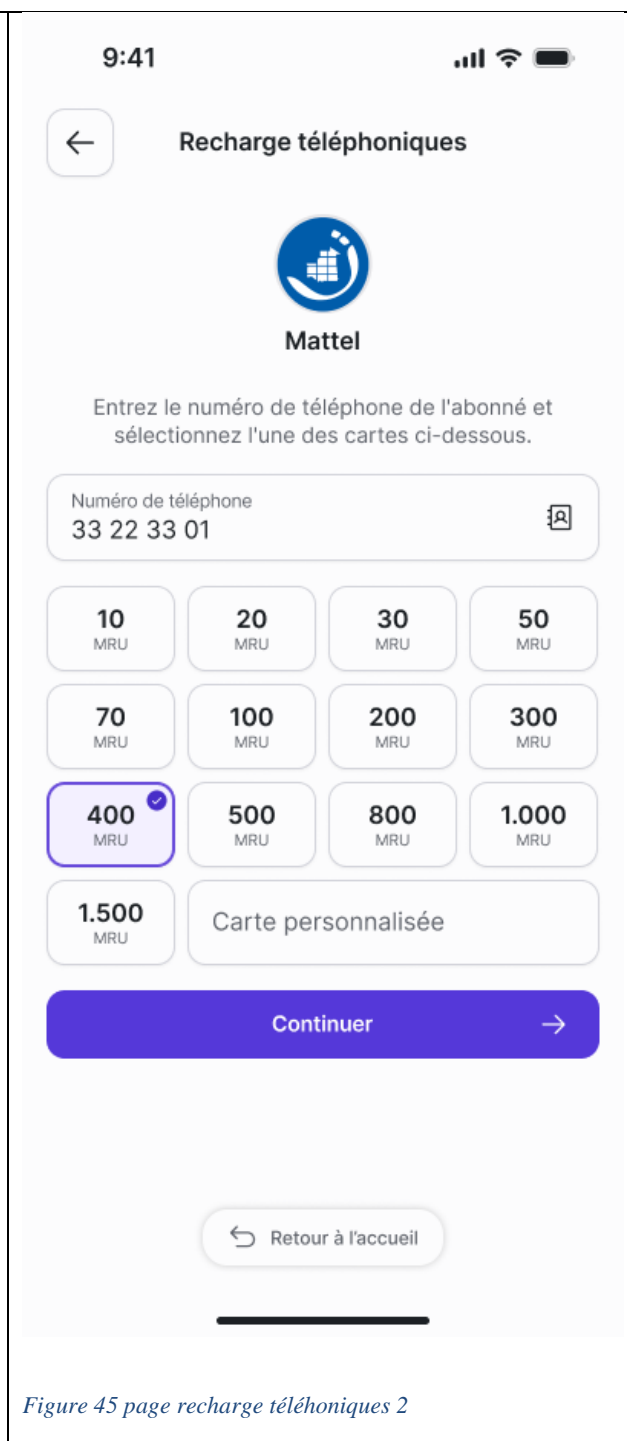 9:41
Recharge téléphoniques
Mattel
Entrez le numéro de téléphone de l'abonné et
sélectionnez l'une des cartes ci-dessous.
Numéro de téléphone
33 22 33 01
10 20 30 50
MRU MRU MRU MRU
70 100 200 300
MRU MRU MRU MRU
400 500 800 1.000
MRU MRU MRU MRU
1.500 Carte personnalisée
MRU
Continuer
Retour à l'accueil
Figure 45 page recharge téléhoniques 2